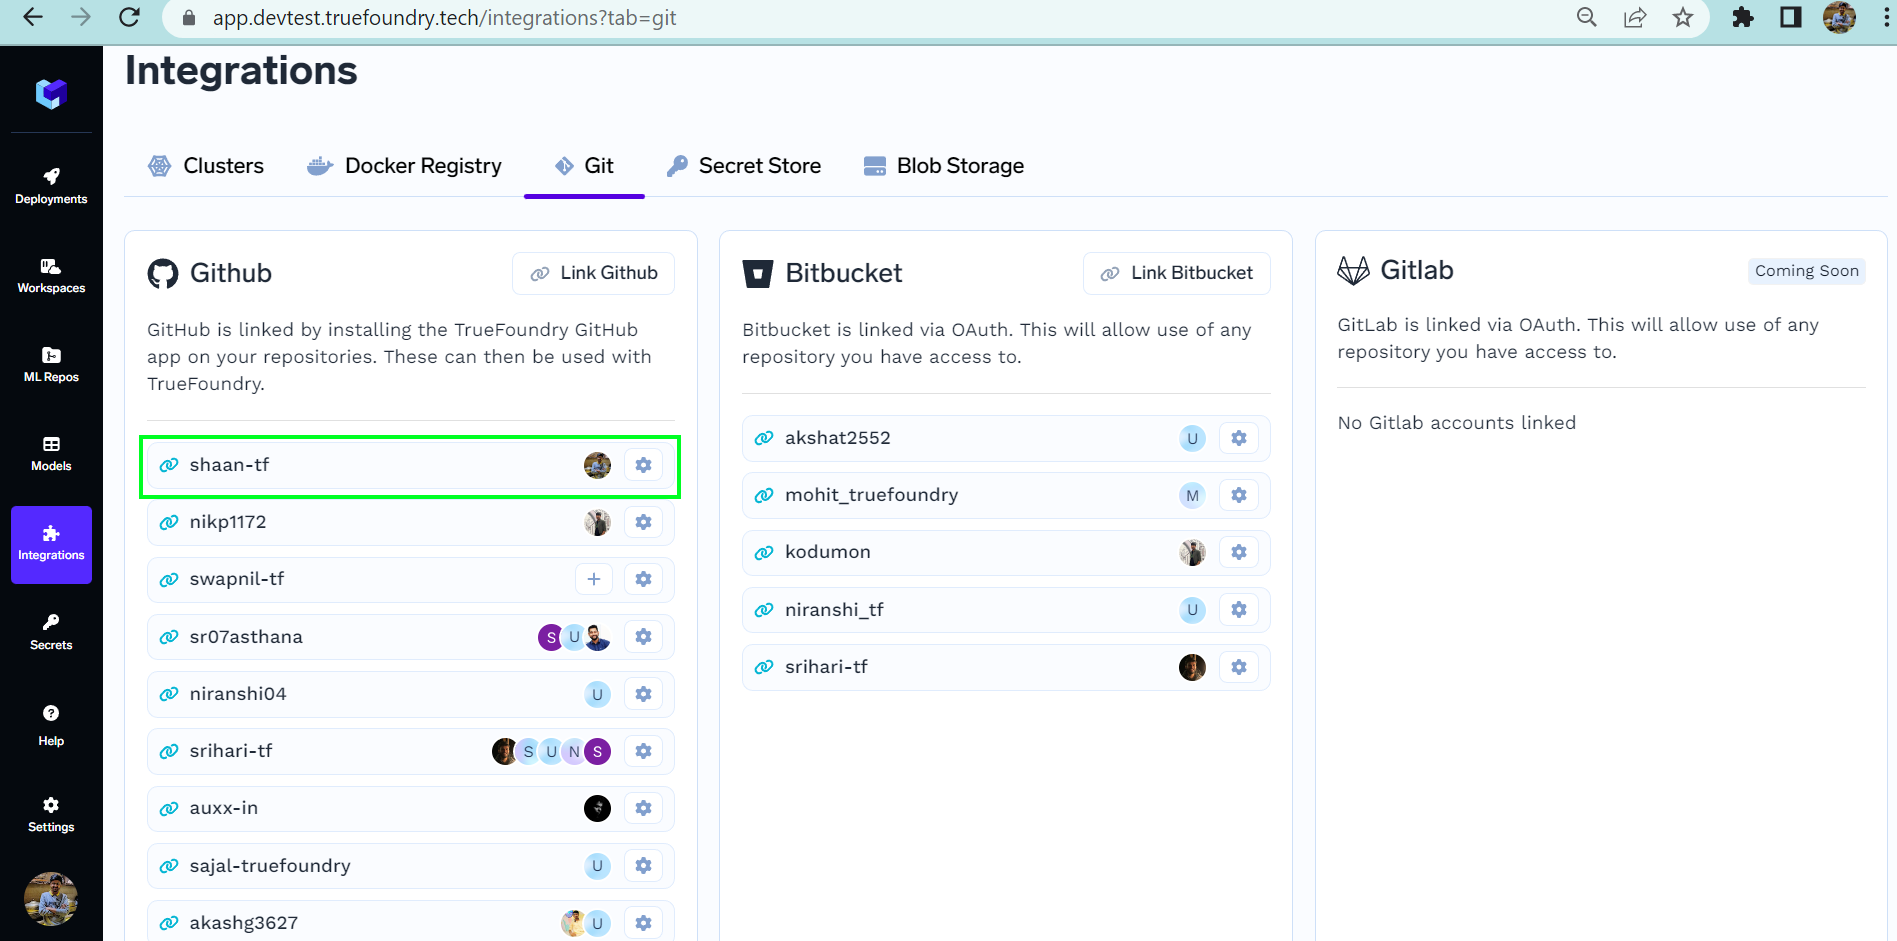 app.devtest.truefoundry.tech/integrations?tab=git
Integrations
Clusters
Docker Registry
Git
Secret Store
Blob Storage
Deployments
Workspaces
ML Repos
Models
Integrations
Secrets
Help
Settings
Github
Link Github
GitHub is linked by installing the TrueFoundry GitHub
app on your repositories. These can then be used with
TrueFoundry.
shaan-tf
nikp1172
swapnil-tf
+
sr07asthana
S
U
niranshi04
U
srihari-tf
S
U
N
S
auxx-in
sajal-truefoundry
U
akashg3627
U
Bitbucket
Link Bitbucket
Bitbucket is linked via OAuth. This will allow use of any
repository you have access to.
akshat2552
U
mohit_truefoundry
M
kodumon
niranshi_tf
U
srihari-tf
Gitlab
Coming Soon
GitLab is linked via OAuth. This will allow use of any
repository you have access to.
No Gitlab accounts linked